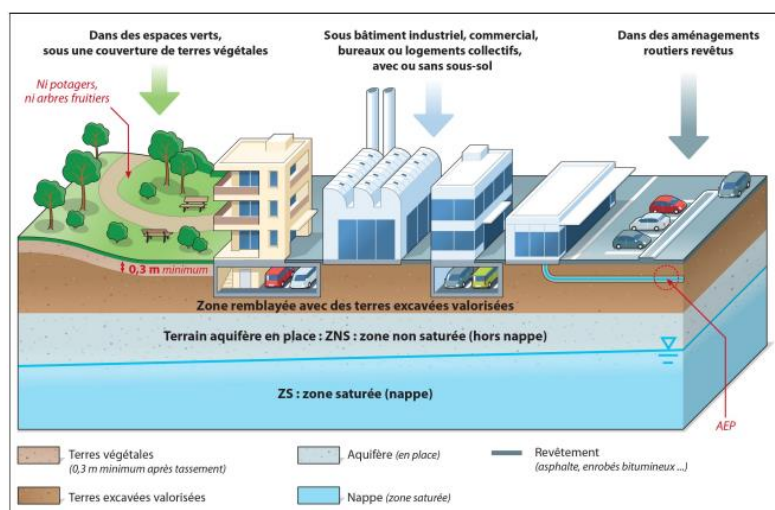 Dans des espaces verts,
sous une couverture de terres végétales
Sous bâtiment industriel, commercial,
bureaux ou logements collectifs,
avec ou sans sous-sol
Dans des aménagements
routiers revêtus
Ni potagers,
ni arbres fruitiers
0,3 m minimum
Zone remblayée avec des terres excavées valorisées
Terrain aquifère en place : ZNS : zone non saturée (hors nappe)
ZS : zone saturée (nappe)
AEP
Terres végétales
(0,3 m minimum après tassement)
Aquifère (en place)
Revêtement
(asphalte, enrobés bitumineux ...)
Terres excavées valorisées
Nappe (zone saturée)